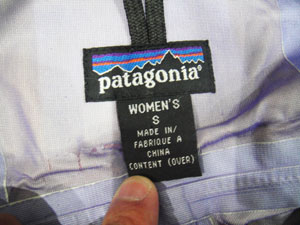 patagonia
WOMEN'S
S
MADE IN/
FABRIQUE A
CHINA
CONTENT (OVER)